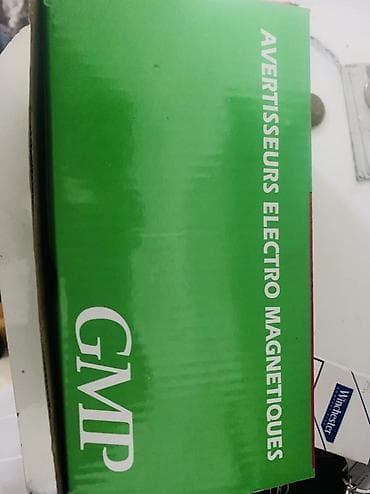 AVERTISSEURS ELECTRO MAGNETIQUES
GMP
Winchester